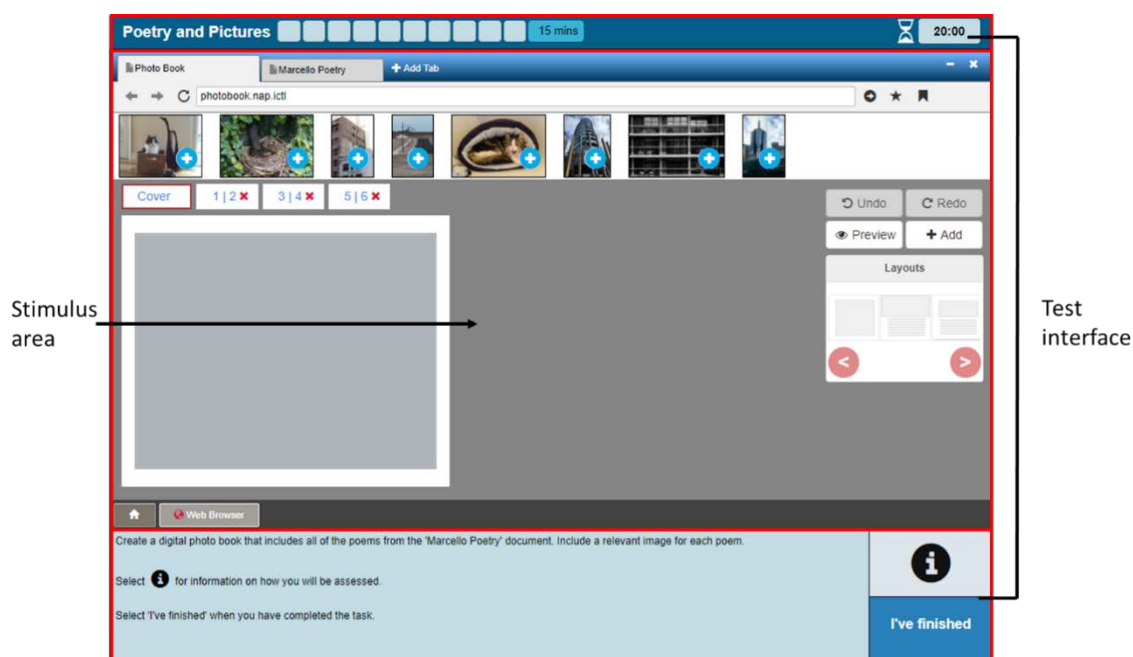 Poetry and Pictures 15 mins 20:00
Photo Book Marcello Poetry + Add Tab
photobook.nap.ictl
Cover 1 | 2 3 | 4 5 | 6
Undo Redo
Preview + Add
Layouts
Stimulus area
Test interface
< >
Web Browser
Create a digital photo book that includes all of the poems from the 'Marcello Poetry' document. Include a relevant image for each poem.
Select i for information on how you will be assessed.
Select 'I've finished' when you have completed the task.
i
I've finished